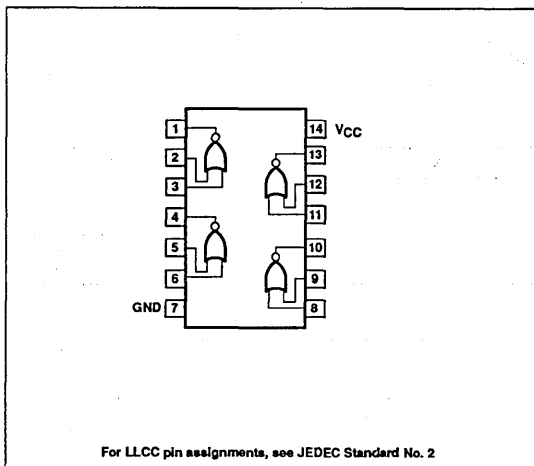 1 14 VCC
2 13
3 12
4 11
5 10
6 9
GND 7 8
For LLCC pin assignments, see JEDEC Standard No. 2